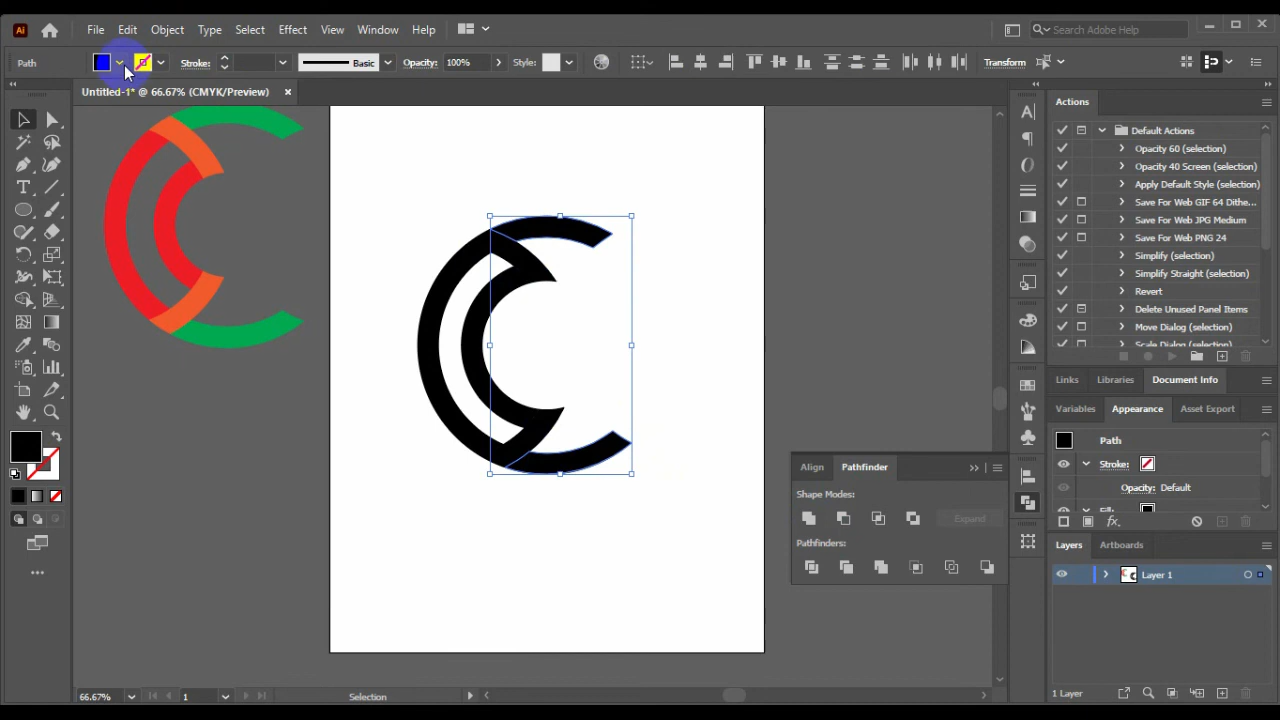 Ai File Edit Object Type Select Effect View Window Help Search Adobe Help
Path Stroke: Basic Opacity: 100% Style: Transform
Untitled-1* @ 66.67% (CMYK/Preview) ×
Actions
Default Actions
Opacity 60 (selection)
Opacity 40 Screen (selection)
Apply Default Style (selection)
Save For Web GIF 64 Dithe...
Save For Web JPG Medium
Save For Web PNG 24
Simplify (selection)
Simplify Straight (selection)
Revert
Delete Unused Panel Items
Move Dialog (selection)
Scale Dialog (selection)
Links Libraries Document Info
Variables Appearance Asset Export
Path
Stroke:
Opacity: Default
Fill:
Align Pathfinder
Shape Modes:
Expand
Pathfinders:
Layers Artboards
Layer 1
1 Layer
66.67% 1 Selection